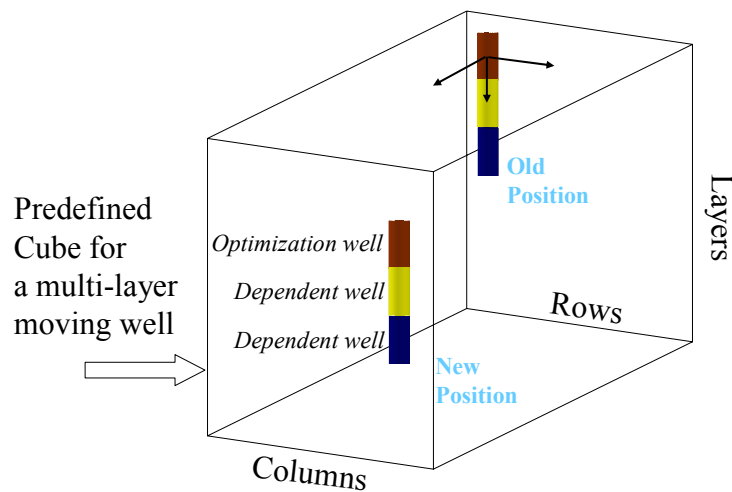 Old
Position
Layers
Predefined
Cube for
a multi-layer
moving well
Optimization well
Dependent well
Dependent well
Rows
New
Position
Columns